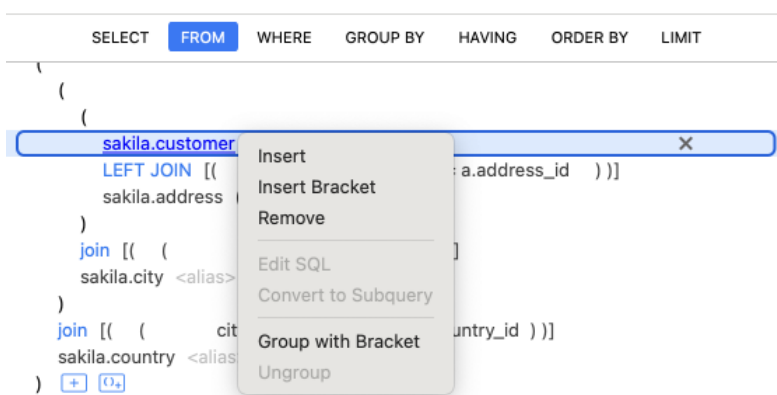 SELECT FROM WHERE GROUP BY HAVING ORDER BY LIMIT
(
(
(
sakila.customer ×
LEFT JOIN [( a.address_id ) )]
sakila.address
)
join [( ( ]
sakila.city <alias>
)
join [( ( cit untry_id ) )]
sakila.country <alias
) + ()+
Insert
Insert Bracket
Remove
Edit SQL
Convert to Subquery
Group with Bracket
Ungroup